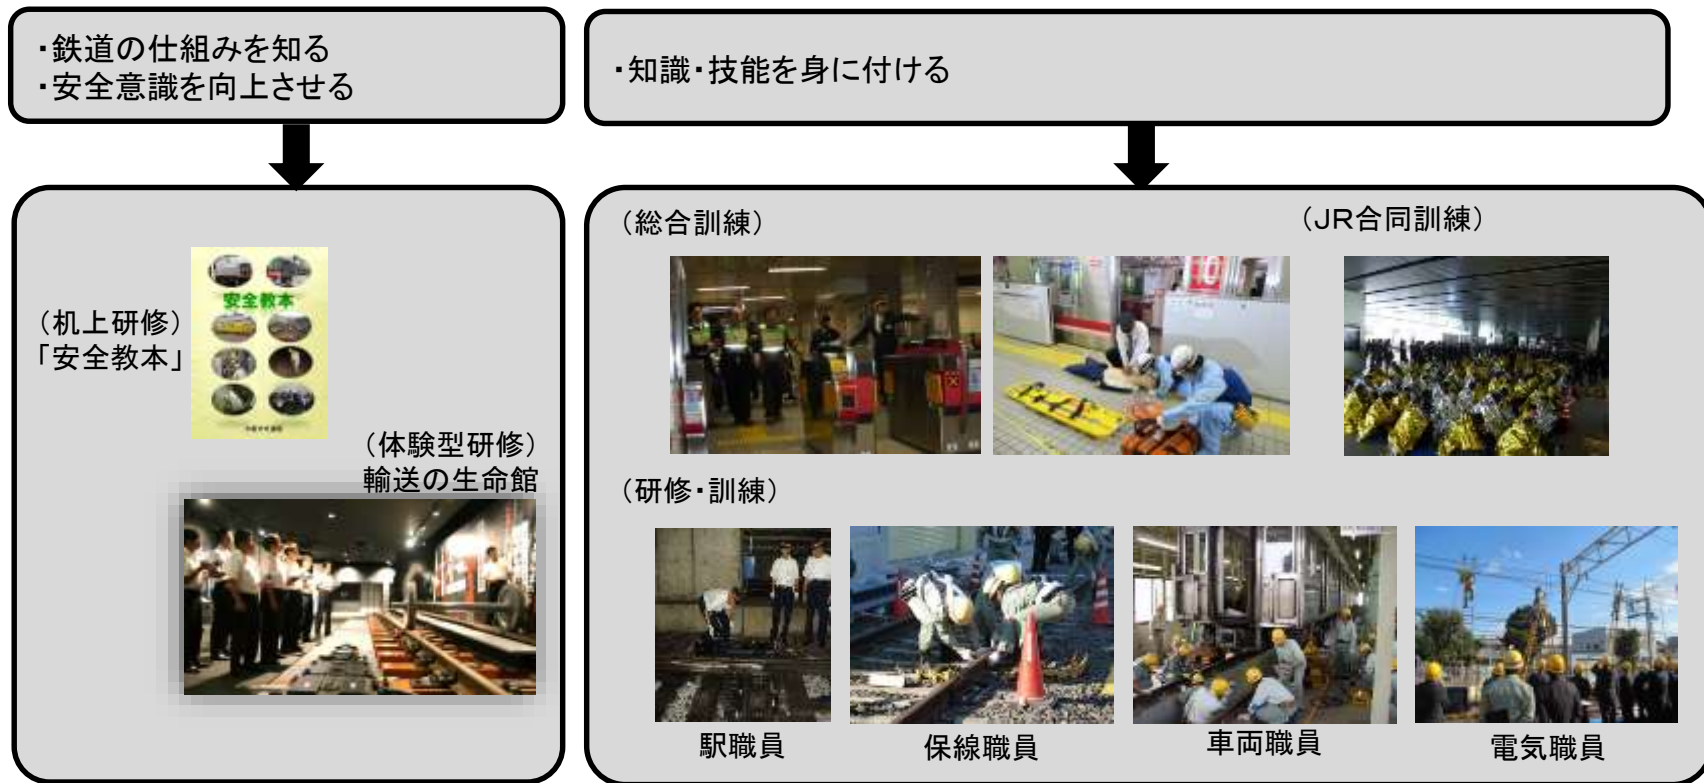 ・鉄道の仕組みを知る
・安全意識を向上させる
・知識・技能を身に付ける
(机上研修)
「安全教本」
安全教本
(体験型研修)
輸送の生命館
(総合訓練)
(JR合同訓練)
(研修・訓練)
駅職員
保線職員
車両職員
電気職員